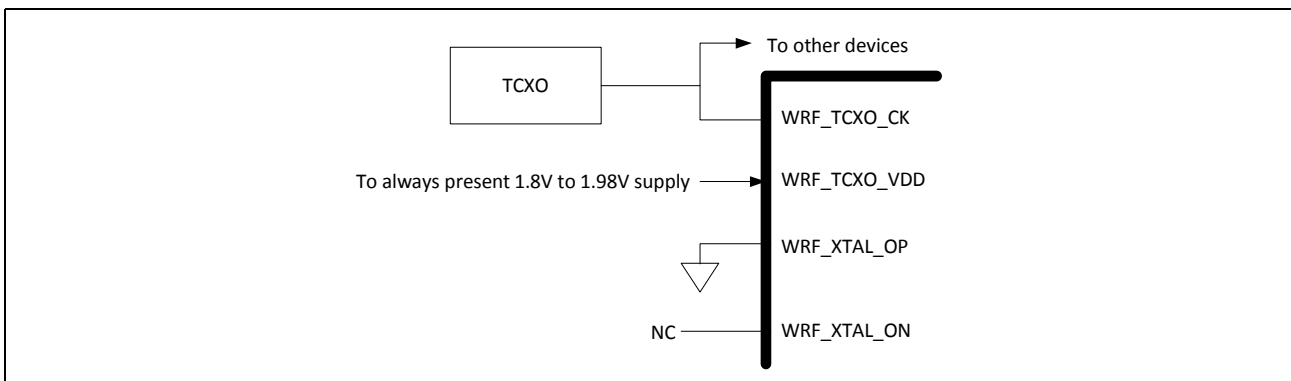 To other devices
TCXO
WRF_TCXO_CK
To always present 1.8V to 1.98V supply
WRF_TCXO_VDD
WRF_XTAL_OP
NC
WRF_XTAL_ON